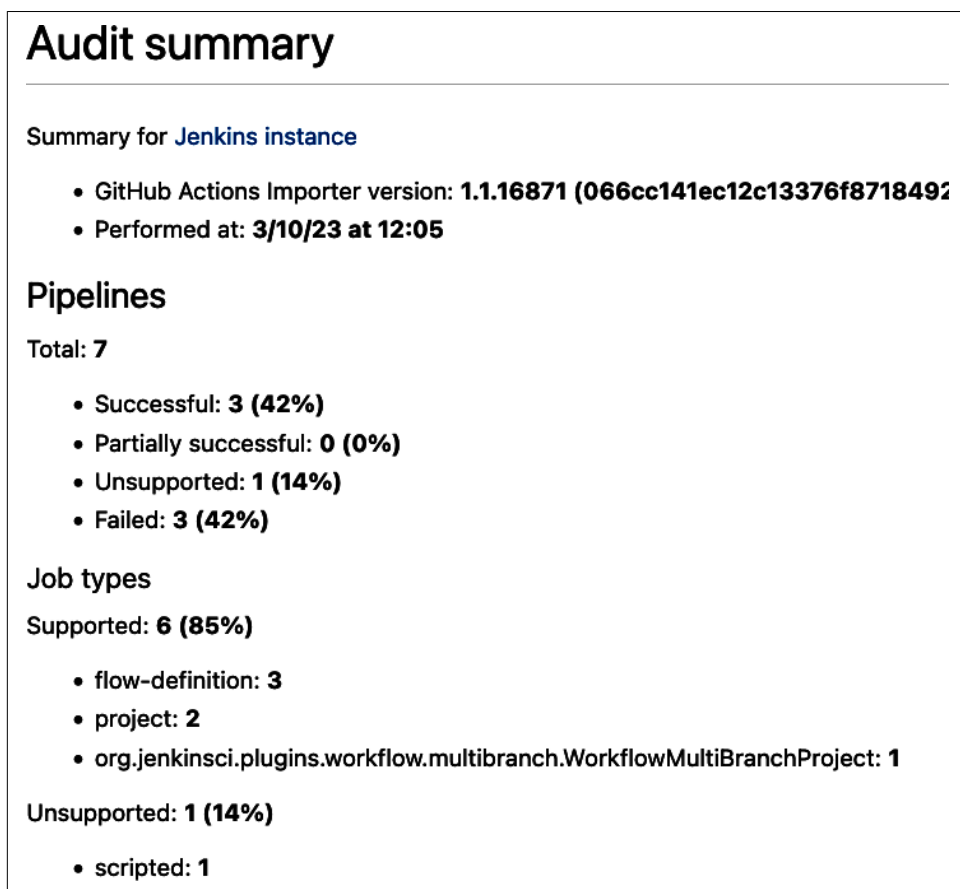 Audit summary
Summary for Jenkins instance
• GitHub Actions Importer version: 1.1.16871 (066cc141ec12c13376f8718492
• Performed at: 3/10/23 at 12:05
Pipelines
Total: 7
• Successful: 3 (42%)
• Partially successful: 0 (0%)
• Unsupported: 1 (14%)
• Failed: 3 (42%)
Job types
Supported: 6 (85%)
• flow-definition: 3
• project: 2
• org.jenkinsci.plugins.workflow.multibranch.WorkflowMultiBranchProject: 1
Unsupported: 1 (14%)
• scripted: 1